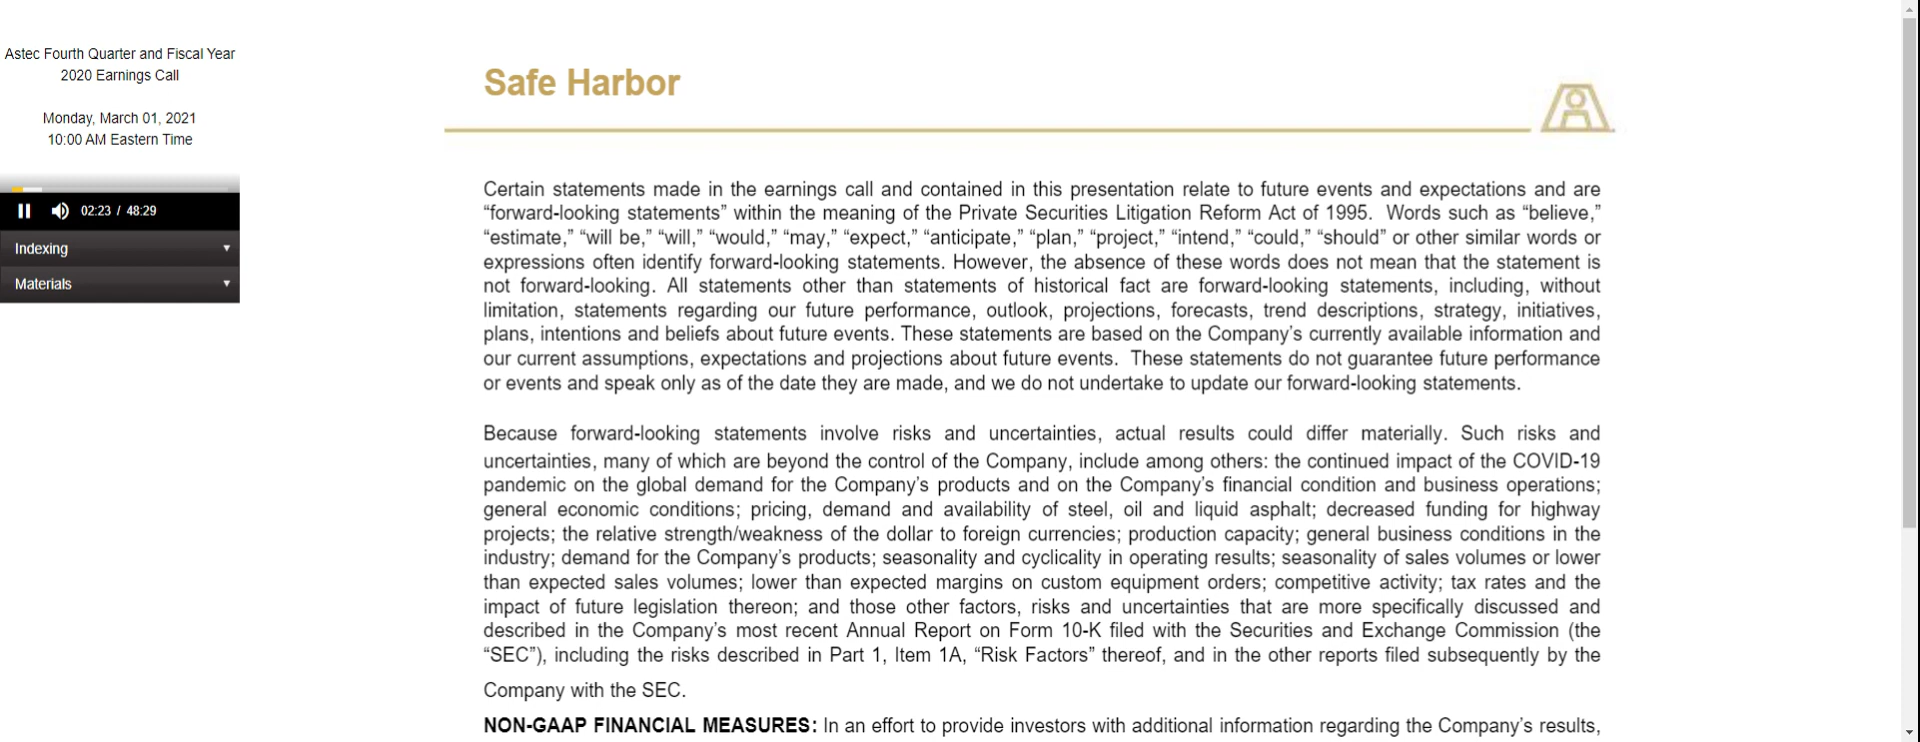 Astec Fourth Quarter and Fiscal Year
2020 Earnings Call
Monday, March 01, 2021
10:00 AM Eastern Time
02:23 / 48:29
Indexing
Materials
Safe Harbor
Certain statements made in the earnings call and contained in this presentation relate to future events and expectations and are
“forward-looking statements” within the meaning of the Private Securities Litigation Reform Act of 1995.  Words such as “believe,”
“estimate,” “will be,” “will,” “would,” “may,” “expect,” “anticipate,” “plan,” “project,” “intend,” “could,” “should” or other similar words or
expressions often identify forward-looking statements. However, the absence of these words does not mean that the statement is
not forward-looking. All statements other than statements of historical fact are forward-looking statements, including, without
limitation, statements regarding our future performance, outlook, projections, forecasts, trend descriptions, strategy, initiatives,
plans, intentions and beliefs about future events. These statements are based on the Company’s currently available information and
our current assumptions, expectations and projections about future events.  These statements do not guarantee future performance
or events and speak only as of the date they are made, and we do not undertake to update our forward-looking statements.
Because forward-looking statements involve risks and uncertainties, actual results could differ materially. Such risks and
uncertainties, many of which are beyond the control of the Company, include among others: the continued impact of the COVID-19
pandemic on the global demand for the Company’s products and on the Company’s financial condition and business operations;
general economic conditions; pricing, demand and availability of steel, oil and liquid asphalt; decreased funding for highway
projects; the relative strength/weakness of the dollar to foreign currencies; production capacity; general business conditions in the
industry; demand for the Company’s products; seasonality and cyclicality in operating results; seasonality of sales volumes or lower
than expected sales volumes; lower than expected margins on custom equipment orders; competitive activity; tax rates and the
impact of future legislation thereon; and those other factors, risks and uncertainties that are more specifically discussed and
described in the Company’s most recent Annual Report on Form 10-K filed with the Securities and Exchange Commission (the
“SEC”), including the risks described in Part 1, Item 1A, “Risk Factors” thereof, and in the other reports filed subsequently by the
Company with the SEC.
NON-GAAP FINANCIAL MEASURES: In an effort to provide investors with additional information regarding the Company’s results,